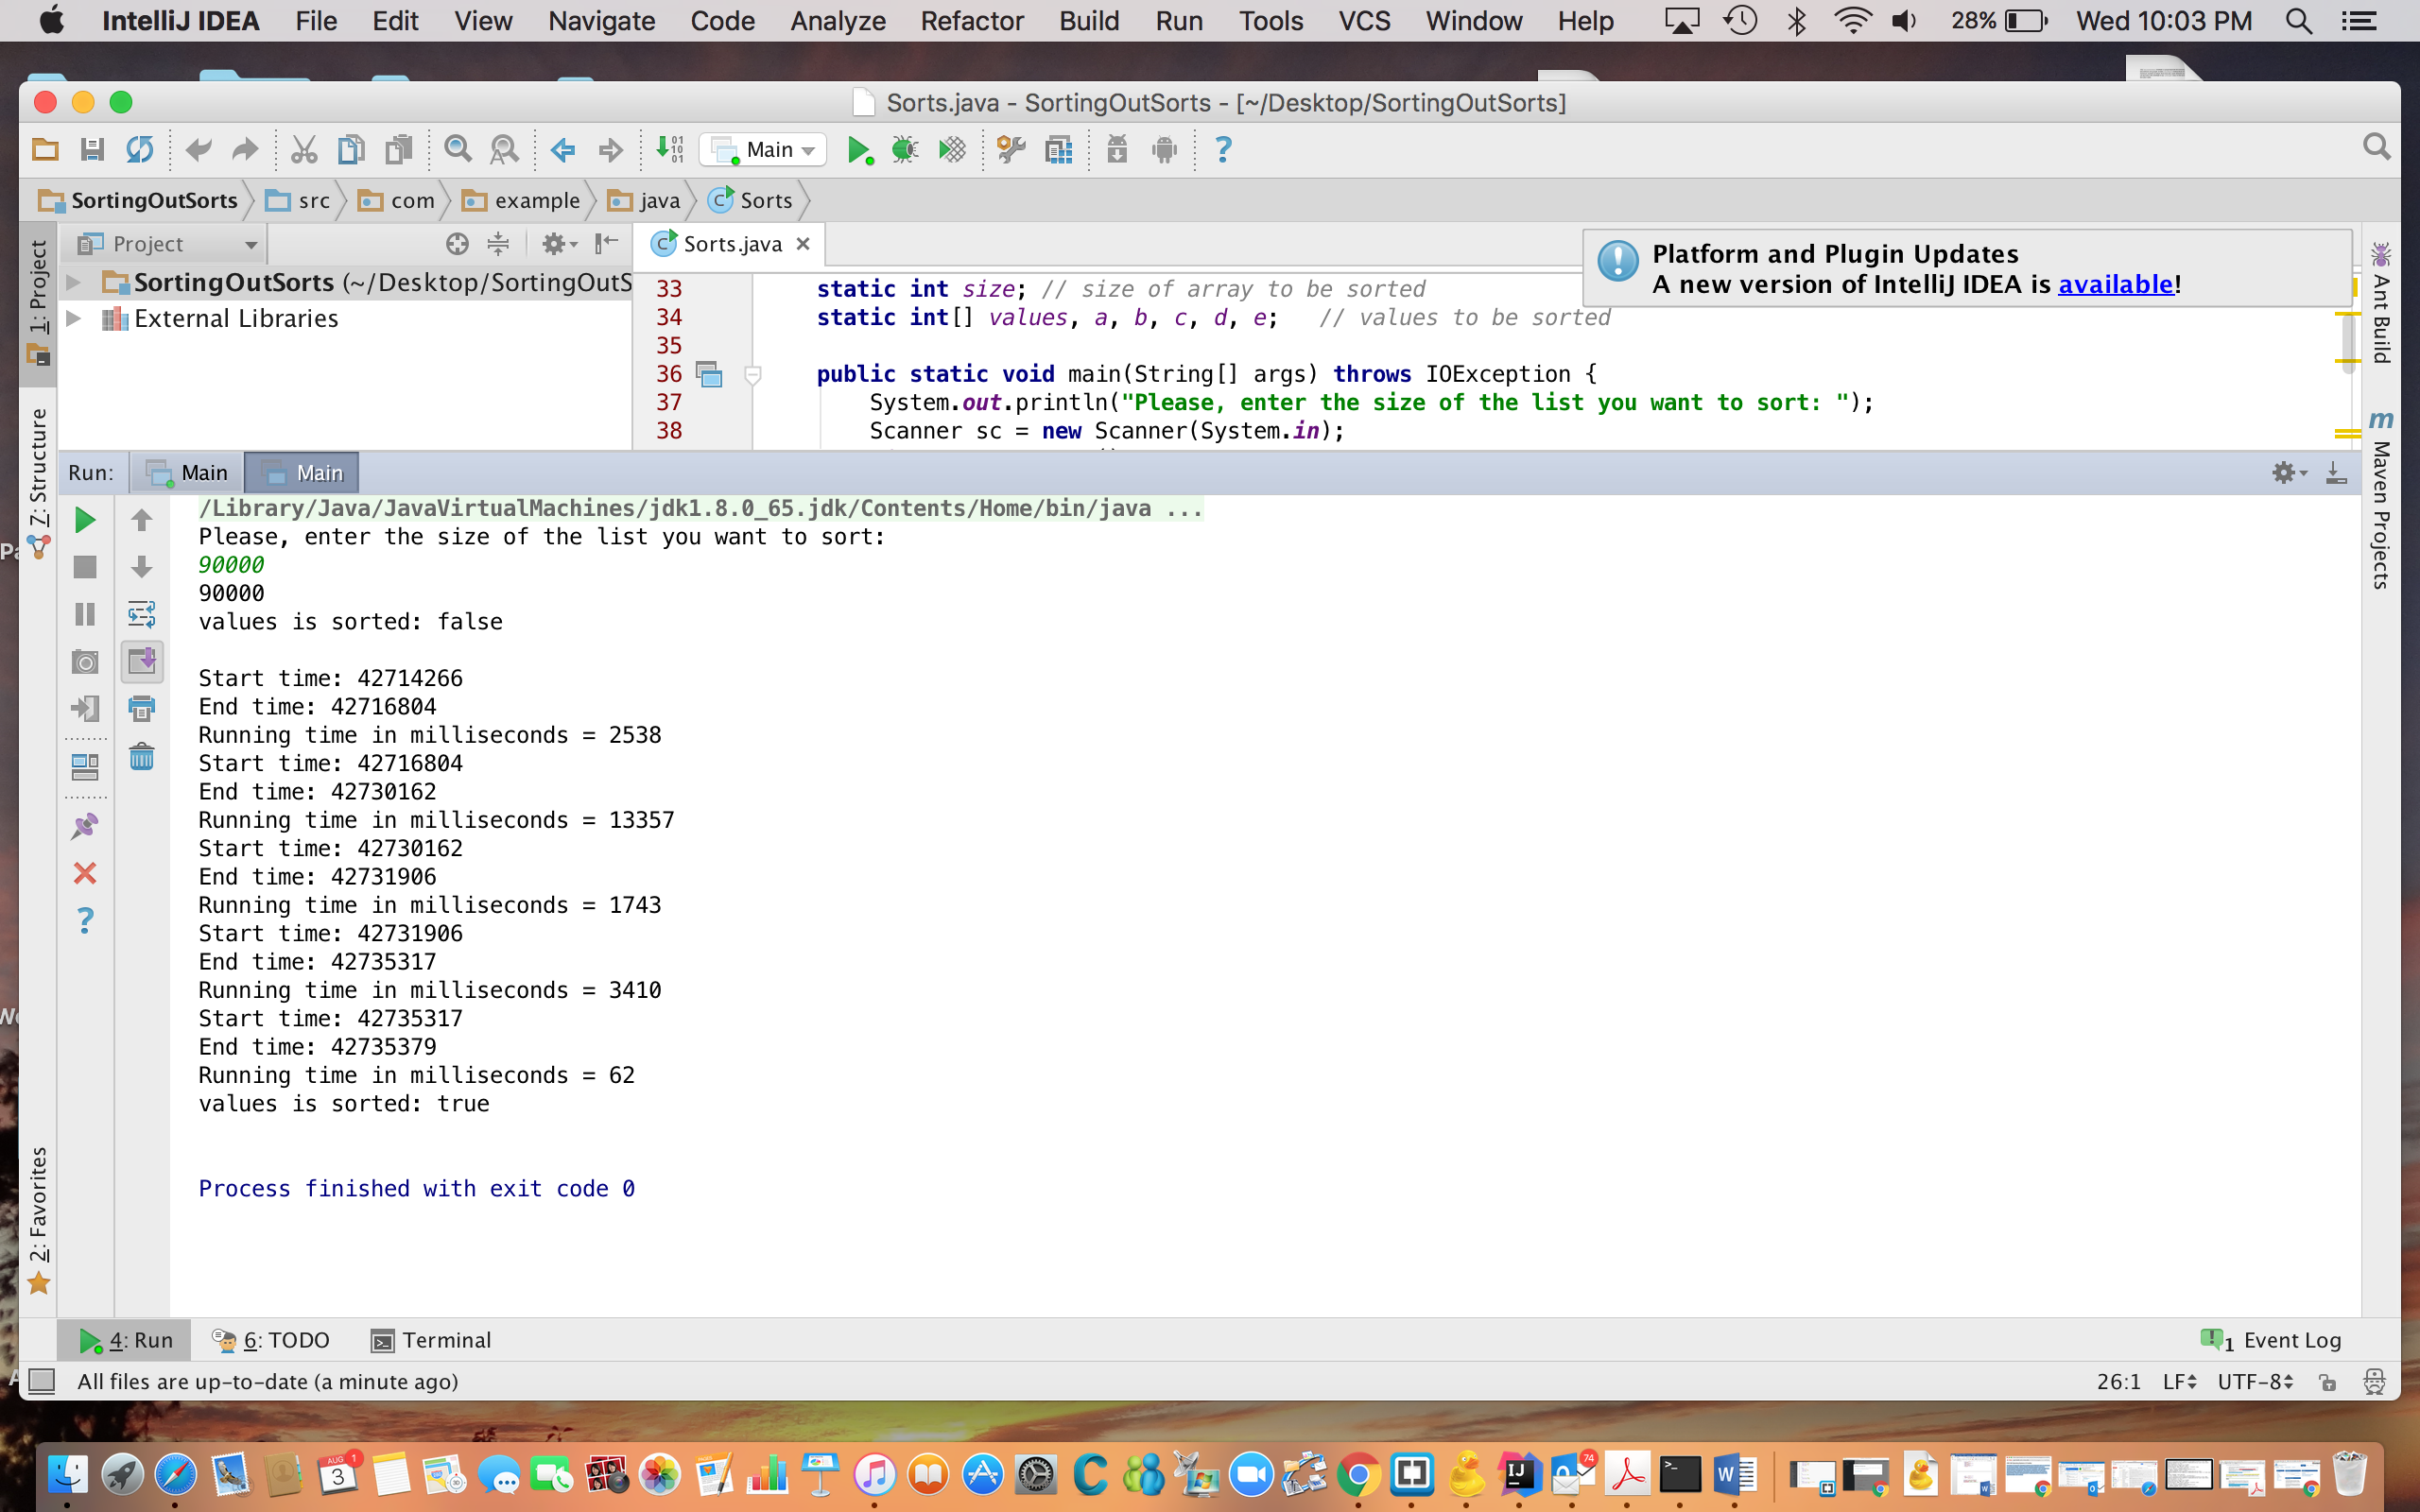 IntelliJ IDEA File Edit View Navigate Code Analyze Refactor Build Run Tools VCS Window Help 28% Wed 10:03 PM
Sorts.java - SortingOutSorts - [~/Desktop/SortingOutSorts]
Main
SortingOutSorts src com example java Sorts
Project
Sorts.java
Platform and Plugin Updates
A new version of IntelliJ IDEA is available!
SortingOutSorts (~/Desktop/SortingOutS
External Libraries
33 static int size; // size of array to be sorted
34 static int[] values, a, b, c, d, e; // values to be sorted
35
36 public static void main(String[] args) throws IOException {
37 System.out.println("Please, enter the size of the list you want to sort: ");
38 Scanner sc = new Scanner(System.in);
1: Project
7: Structure
2: Favorites
Ant Build
m Maven Projects
Run: Main Main
/Library/Java/JavaVirtualMachines/jdk1.8.0_65.jdk/Contents/Home/bin/java ...
Please, enter the size of the list you want to sort:
90000
90000
values is sorted: false
Start time: 42714266
End time: 42716804
Running time in milliseconds = 2538
Start time: 42716804
End time: 42730162
Running time in milliseconds = 13357
Start time: 42730162
End time: 42731906
Running time in milliseconds = 1743
Start time: 42731906
End time: 42735317
Running time in milliseconds = 3410
Start time: 42735317
End time: 42735379
Running time in milliseconds = 62
values is sorted: true
Process finished with exit code 0
4: Run 6: TODO Terminal 1 Event Log
All files are up-to-date (a minute ago) 26:1 LF UTF-8
AUG 3 1 IJ 74 W